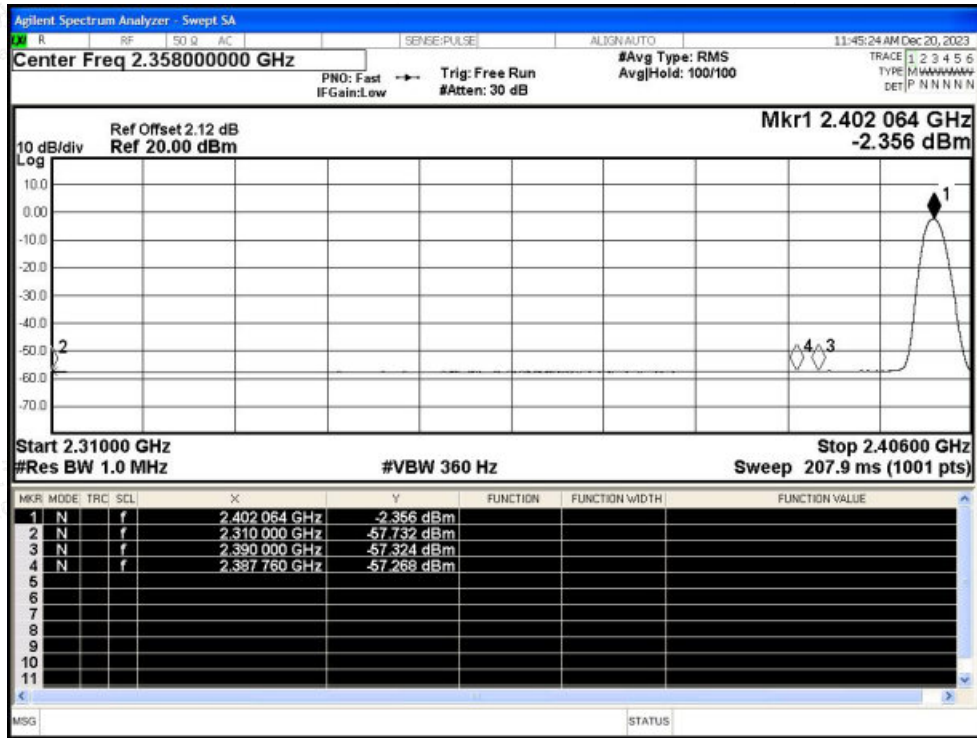 Agilent Spectrum Analyzer - Swept SA
R RF 50 Ω AC SENSE:PULSE ALIGNAUTO 11:45:24 AM Dec 20, 2023
Center Freq 2.358000000 GHz #Avg Type: RMS TRACE 1 2 3 4 5 6
PNO: Fast Trig: Free Run Avg|Hold: 100/100 TYPE M
IFGain:Low #Atten: 30 dB DET P N N N N N
Mkr1 2.402 064 GHz
Ref Offset 2.12 dB
10 dB/div Ref 20.00 dBm -2.356 dBm
Log
10.0
1
0.00
-10.0
-20.0
-30.0
-40.0
-50.0 2 4 3
-60.0
-70.0
Start 2.31000 GHz Stop 2.40600 GHz
#Res BW 1.0 MHz #VBW 360 Hz Sweep 207.9 ms (1001 pts)
MKR MODE TRC SCL X Y FUNCTION FUNCTION WIDTH FUNCTION VALUE
1 N f 2.402 064 GHz -2.356 dBm
2 N f 2.310 000 GHz -57.732 dBm
3 N f 2.390 000 GHz -57.324 dBm
4 N f 2.387 760 GHz -57.268 dBm
5
6
7
8
9
10
11
MSG STATUS